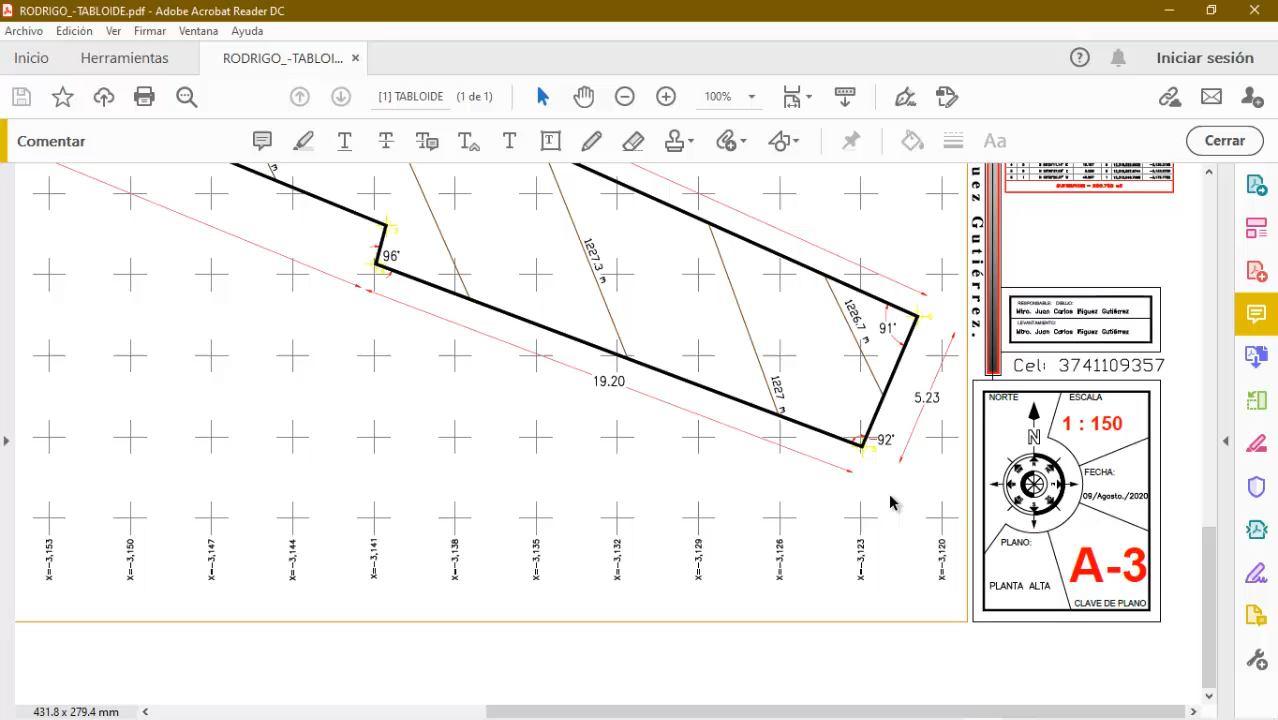 RODRIGO_-TABLOIDE.pdf - Adobe Acrobat Reader DC
Archivo Edición Ver Firmar Ventana Ayuda
Inicio Herramientas RODRIGO_-TABLOI... × Iniciar sesión
[1] TABLOIDE (1 de 1) 100%
Comentar Cerrar
96°
1227.3 m
1226.7 m
91°
1227 m
19.20
5.23
92°
x=-3,153 x=-3,150 x=-3,147 x=-3,144 x=-3,141 x=-3,138 x=-3,135 x=-3,132 x=-3,129 x=-3,126 x=-3,123 x=-3,120
uez Gutiérrez.
RESPONSABLE: DIBUJO:
Mtro. Juan Carlos Iñiguez Gutiérrez
LEVANTAMIENTO:
Mtro. Juan Carlos Iñiguez Gutiérrez
Cel: 3741109357
NORTE ESCALA
1 : 150
N
FECHA:
09/Agosto./2020
PLANO:
A-3
PLANTA ALTA
CLAVE DE PLANO
431.8 x 279.4 mm